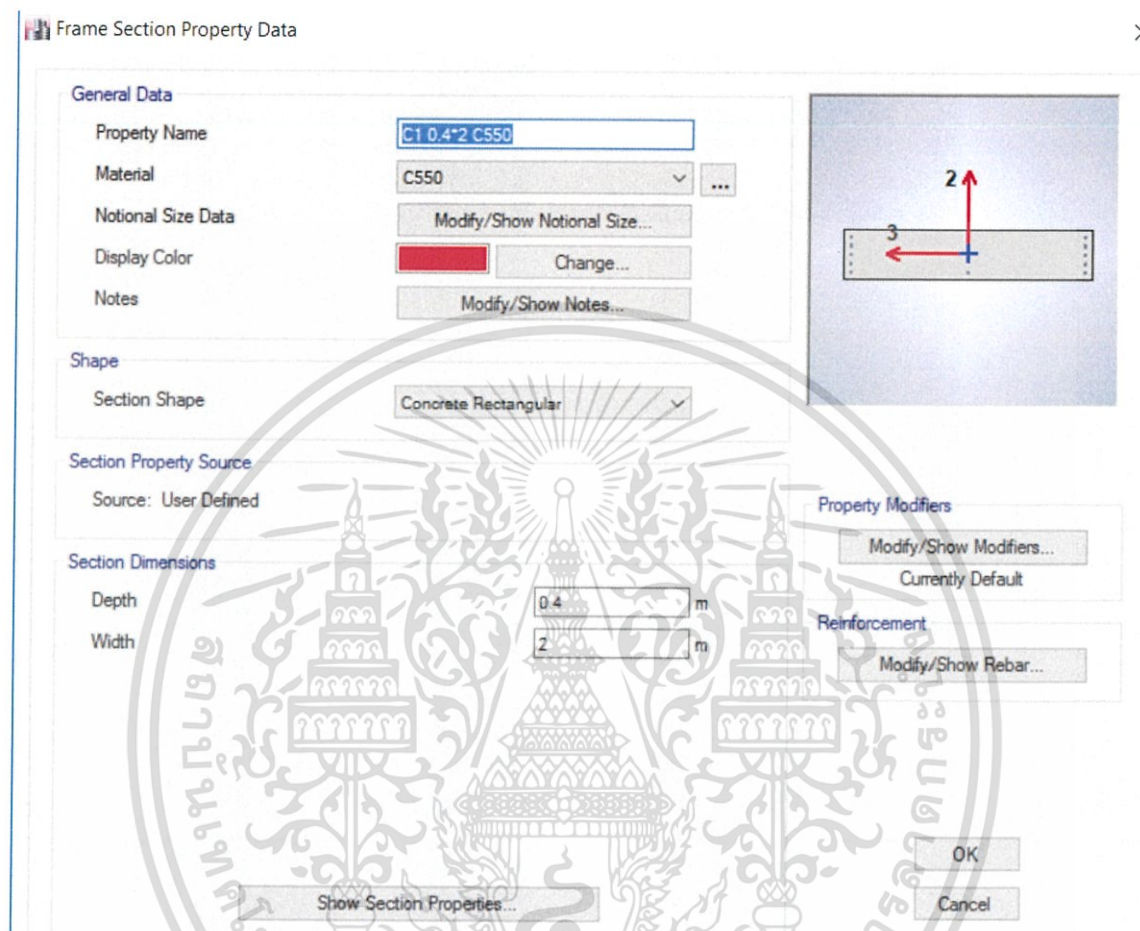 Frame Section Property Data
General Data
Property Name C1 0.4*2 C550
Material C550 ...
Notional Size Data Modify/Show Notional Size...
Display Color Change...
Notes Modify/Show Notes...
2
3
Shape
Section Shape Concrete Rectangular
Section Property Source
Source: User Defined
Property Modifiers
Modify/Show Modifiers...
Currently Default
Section Dimensions
Depth 0.4 m
Width 2 m
Reinforcement
Modify/Show Rebar...
OK
Show Section Properties...
Cancel